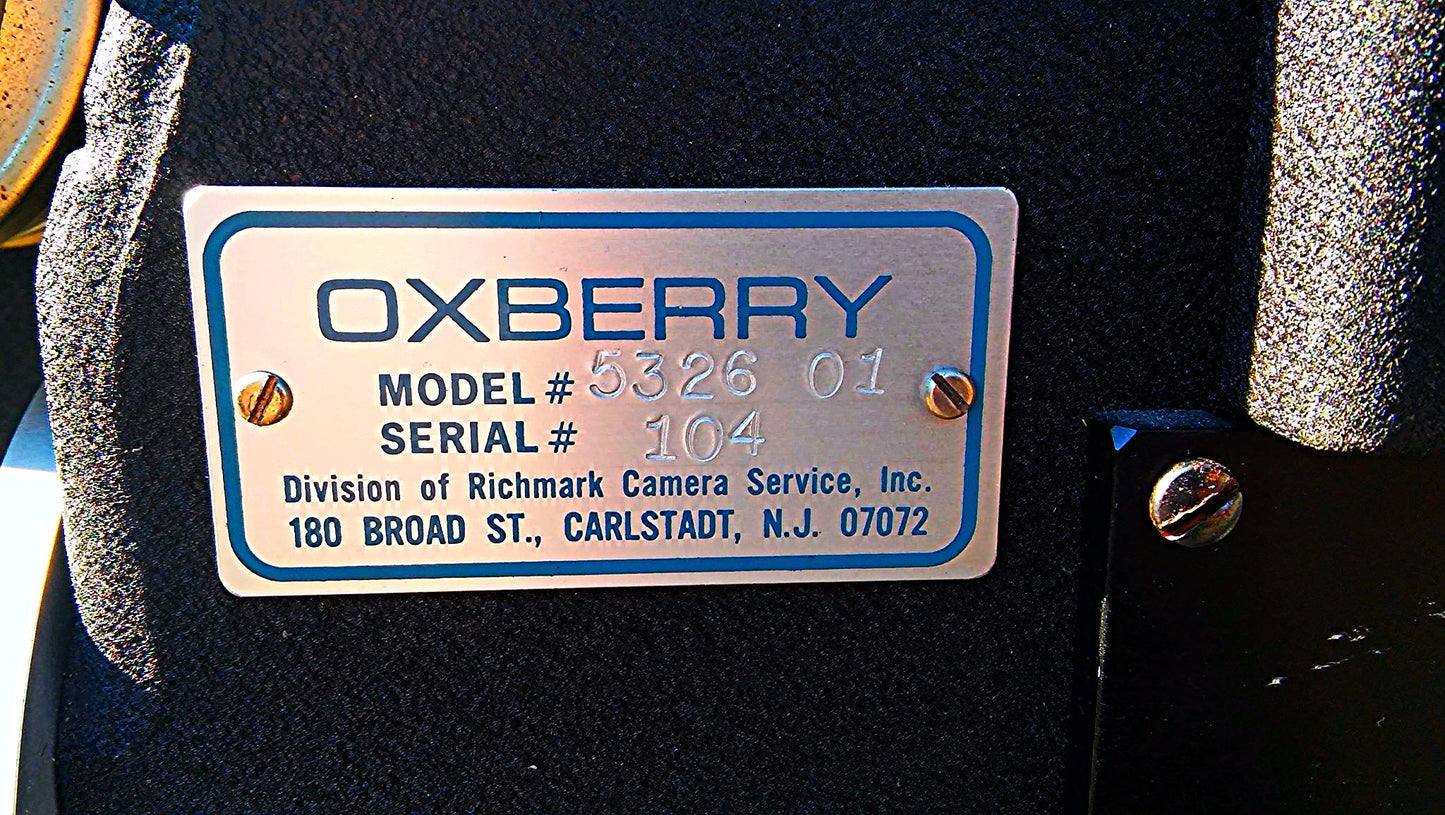 OXBERRY
MODEL # 5326 01
SERIAL # 104
Division of Richmark Camera Service, Inc.
180 BROAD ST., CARLSTADT, N.J. 07072